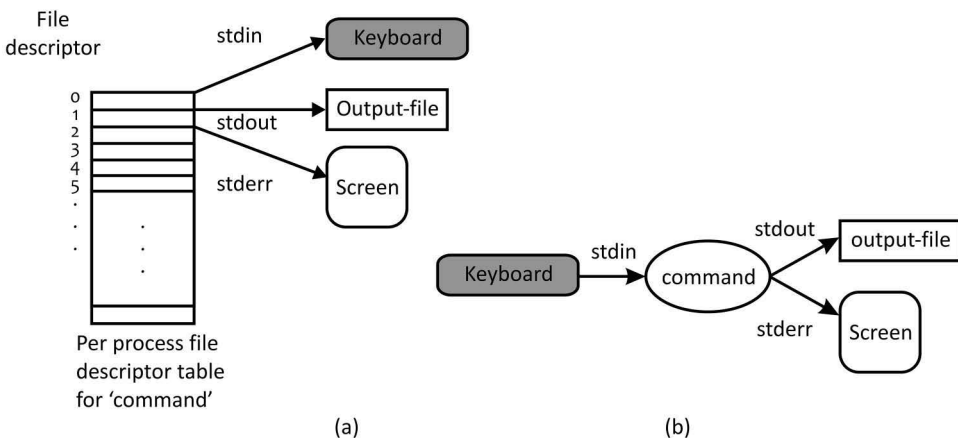 File
descriptor
stdin
Keyboard
0
1
2
3
4
5
Output-file
stdout
stderr
Screen
Per process file
descriptor table
for ‘command’
(a)
Keyboard
stdin
command
stdout
output-file
stderr
Screen
(b)